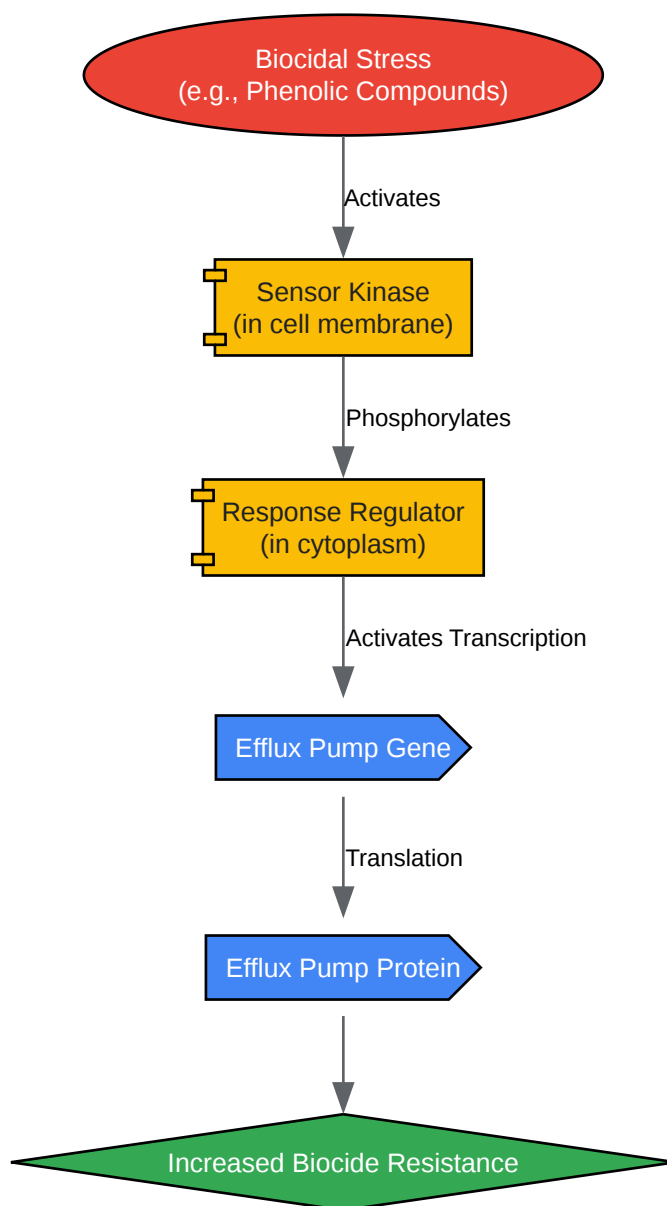 Biocidal Stress
(e.g., Phenolic Compounds)
Activates
Sensor Kinase
(in cell membrane)
Phosphorylates
Response Regulator
(in cytoplasm)
Activates Transcription
Efflux Pump Gene
Translation
Efflux Pump Protein
Increased Biocide Resistance